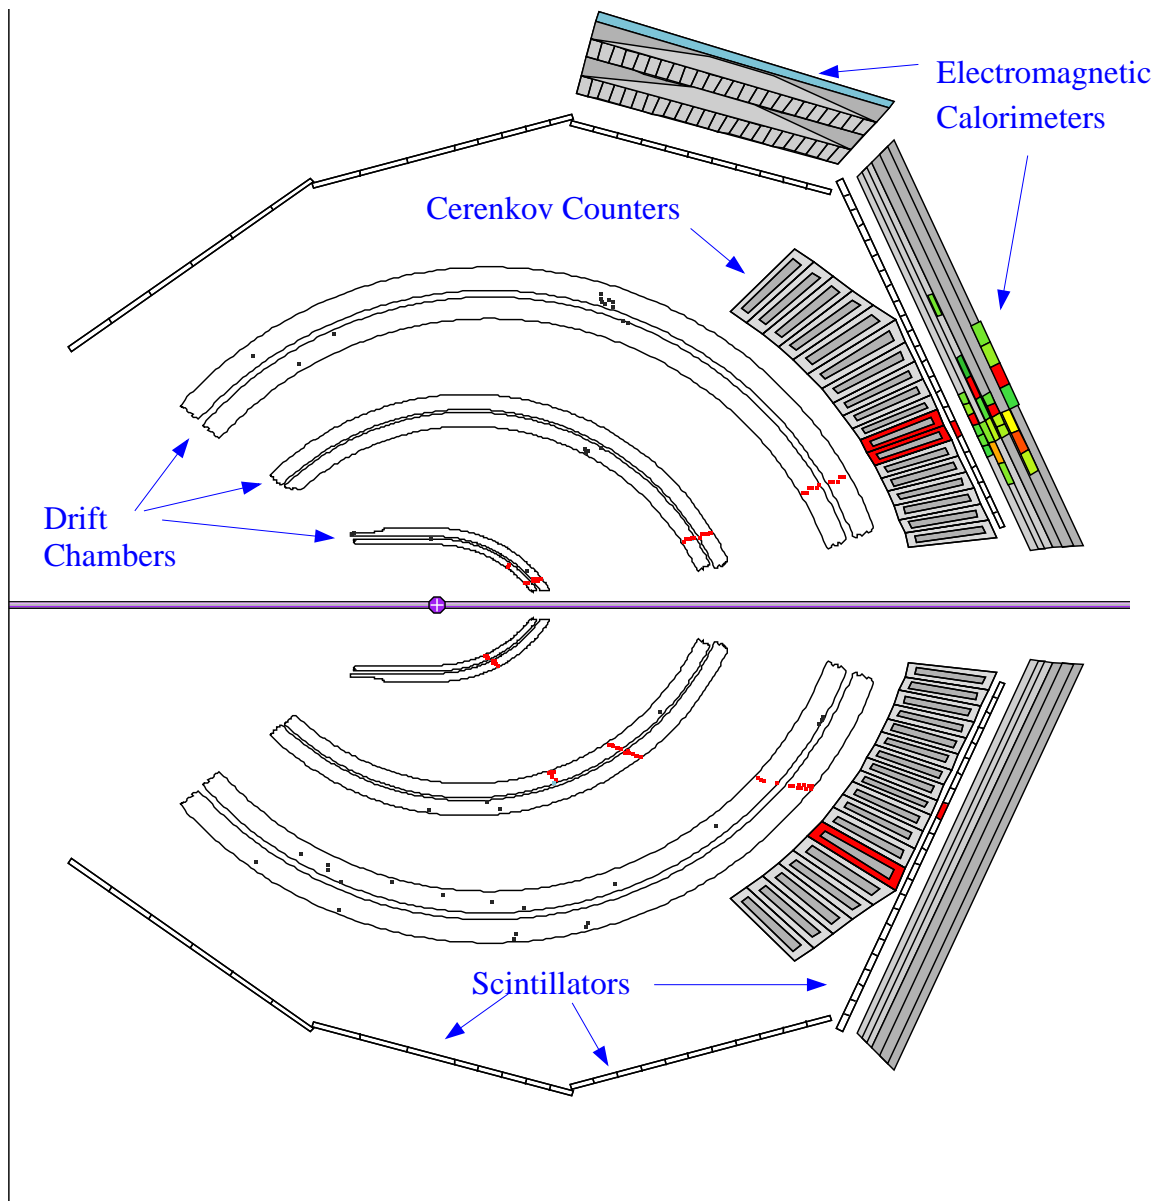 Electromagnetic
Calorimeters
Cerenkov Counters
Drift
Chambers
Scintillators